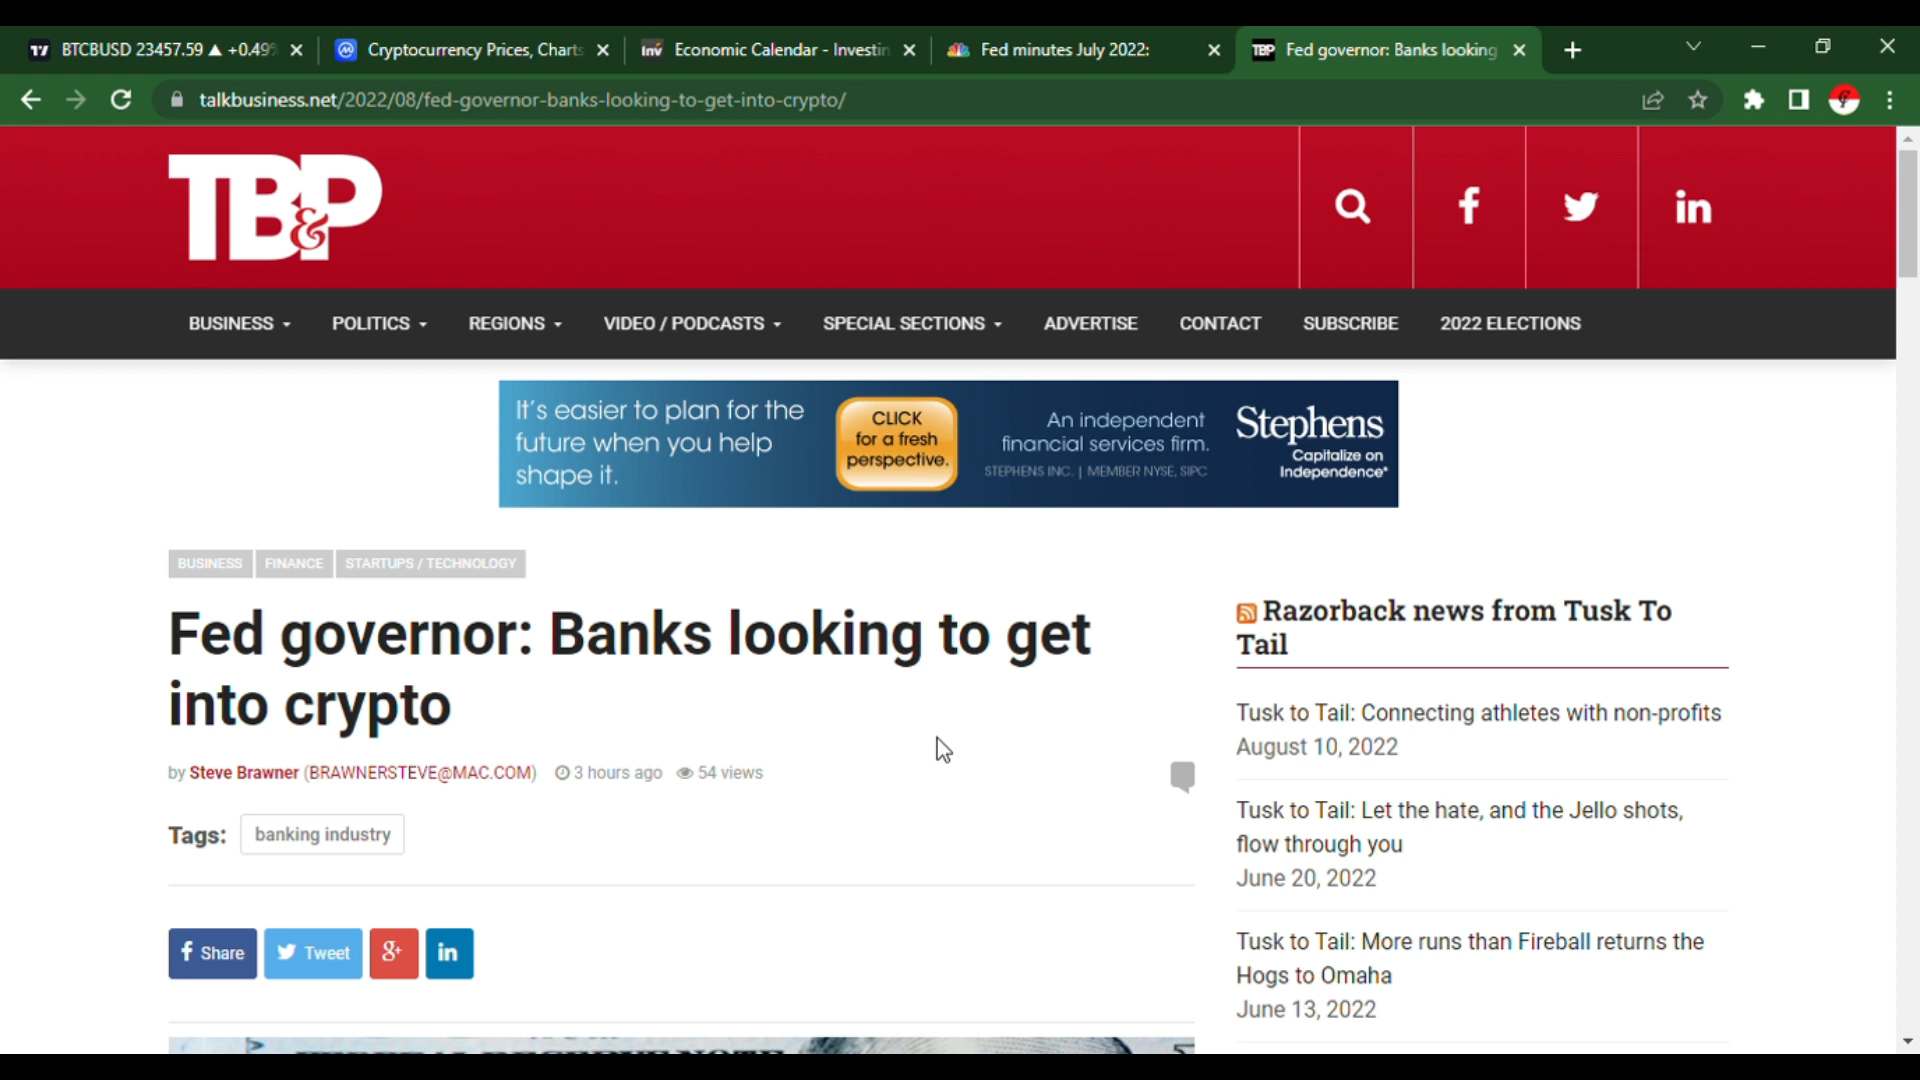 BTCBUSD 23457.59 ▲ +0.49%
Cryptocurrency Prices, Charts
Inv Economic Calendar - Investin
Fed minutes July 2022:
TBP Fed governor: Banks looking
talkbusiness.net/2022/08/fed-governor-banks-looking-to-get-into-crypto/
TB&P
BUSINESS
POLITICS
REGIONS
VIDEO / PODCASTS
SPECIAL SECTIONS
ADVERTISE
CONTACT
SUBSCRIBE
2022 ELECTIONS
It's easier to plan for the
future when you help
shape it.
CLICK
for a fresh
perspective.
An independent
financial services firm.
STEPHENS INC. | MEMBER NYSE, SIPC
Stephens
Capitalize on
Independence®
BUSINESS
FINANCE
STARTUPS / TECHNOLOGY
Fed governor: Banks looking to get
into crypto
by Steve Brawner (BRAWNERSTEVE@MAC.COM) 3 hours ago 54 views
Tags: banking industry
Share
Tweet
g+
in
Razorback news from Tusk To
Tail
Tusk to Tail: Connecting athletes with non-profits
August 10, 2022
Tusk to Tail: Let the hate, and the Jello shots,
flow through you
June 20, 2022
Tusk to Tail: More runs than Fireball returns the
Hogs to Omaha
June 13, 2022